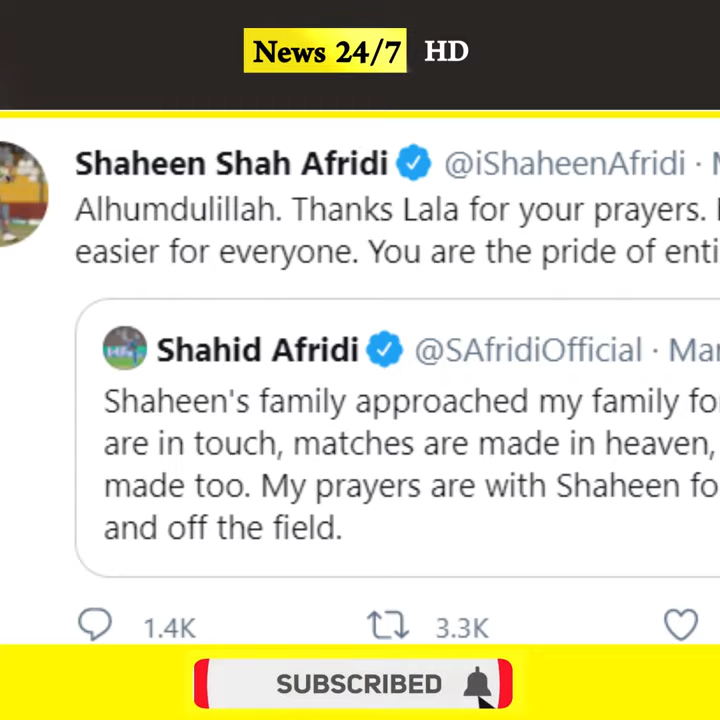 News 24/7 HD
Shaheen Shah Afridi @iShaheenAfridi ·
Alhumdulillah. Thanks Lala for your prayers.
easier for everyone. You are the pride of
Shahid Afridi @SAfridiOfficial · Mar
Shaheen's family approached my family
are in touch, matches are made in heaven,
made too. My prayers are with Shaheen
and off the field.
1.4K 3.3K
SUBSCRIBED